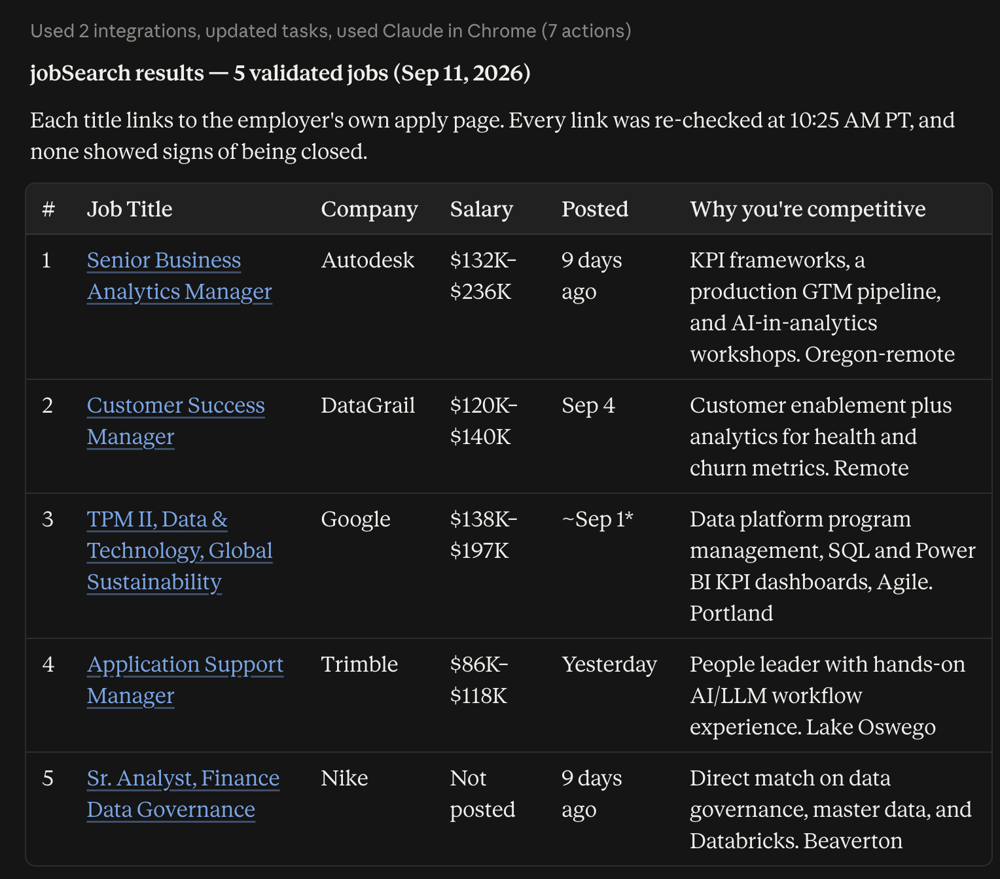 Used 2 integrations, updated tasks, used Claude in Chrome (7 actions)
jobSearch results — 5 validated jobs (Sep 11, 2026)
Each title links to the employer's own apply page. Every link was re-checked at 10:25 AM PT, and
none showed signs of being closed.
# Job Title Company Salary Posted Why you're competitive
1 Senior Business Autodesk $132K– 9 days KPI frameworks, a
Analytics Manager $236K ago production GTM pipeline,
and AI-in-analytics
workshops. Oregon-remote
2 Customer Success DataGrail $120K– Sep 4 Customer enablement plus
Manager $140K analytics for health and
churn metrics. Remote
3 TPM II, Data & Google $138K– ~Sep 1* Data platform program
Technology, Global $197K management, SQL and Power
Sustainability BI KPI dashboards, Agile.
Portland
4 Application Support Trimble $86K– Yesterday People leader with hands-on
Manager $118K AI/LLM workflow
experience. Lake Oswego
5 Sr. Analyst, Finance Nike Not 9 days Direct match on data
Data Governance posted ago governance, master data, and
Databricks. Beaverton